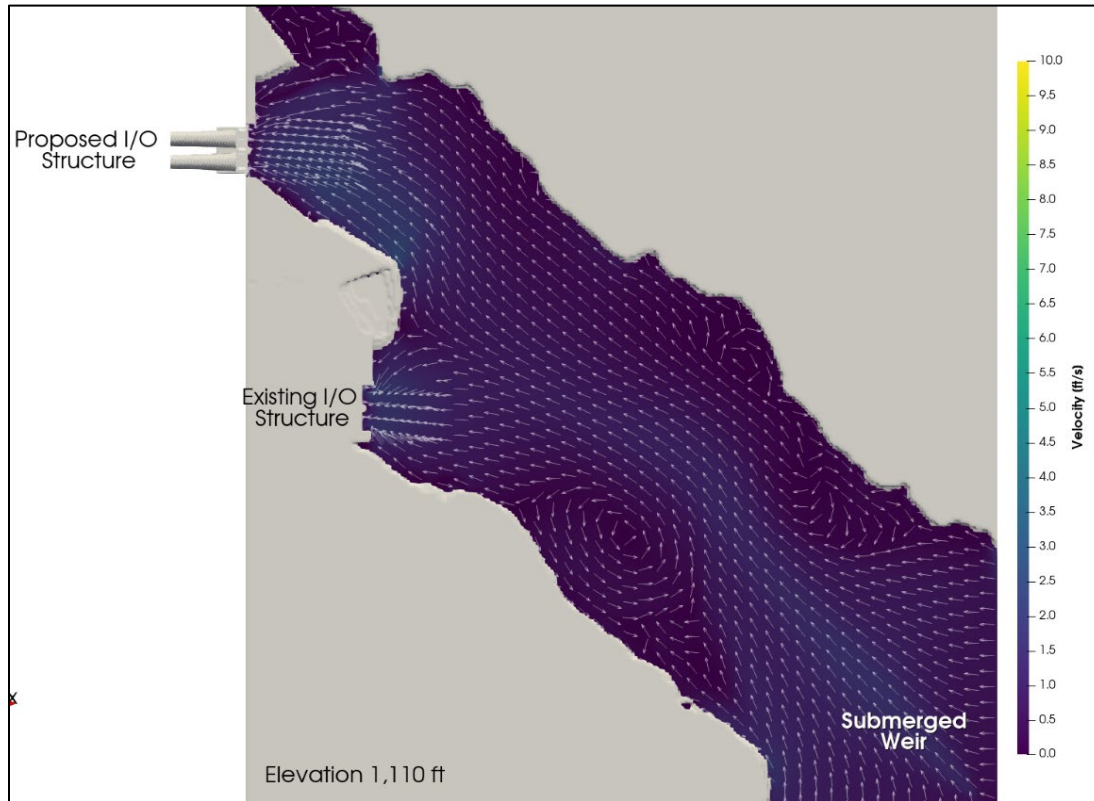 Proposed I/O
Structure
Existing I/O
Structure
Submerged
Weir
Elevation 1,110 ft
x
10.0
9.5
9.0
8.5
8.0
7.5
7.0
6.5
6.0
5.5
5.0
4.5
4.0
3.5
3.0
2.5
2.0
1.5
1.0
0.5
0.0
Velocity (ft/s)